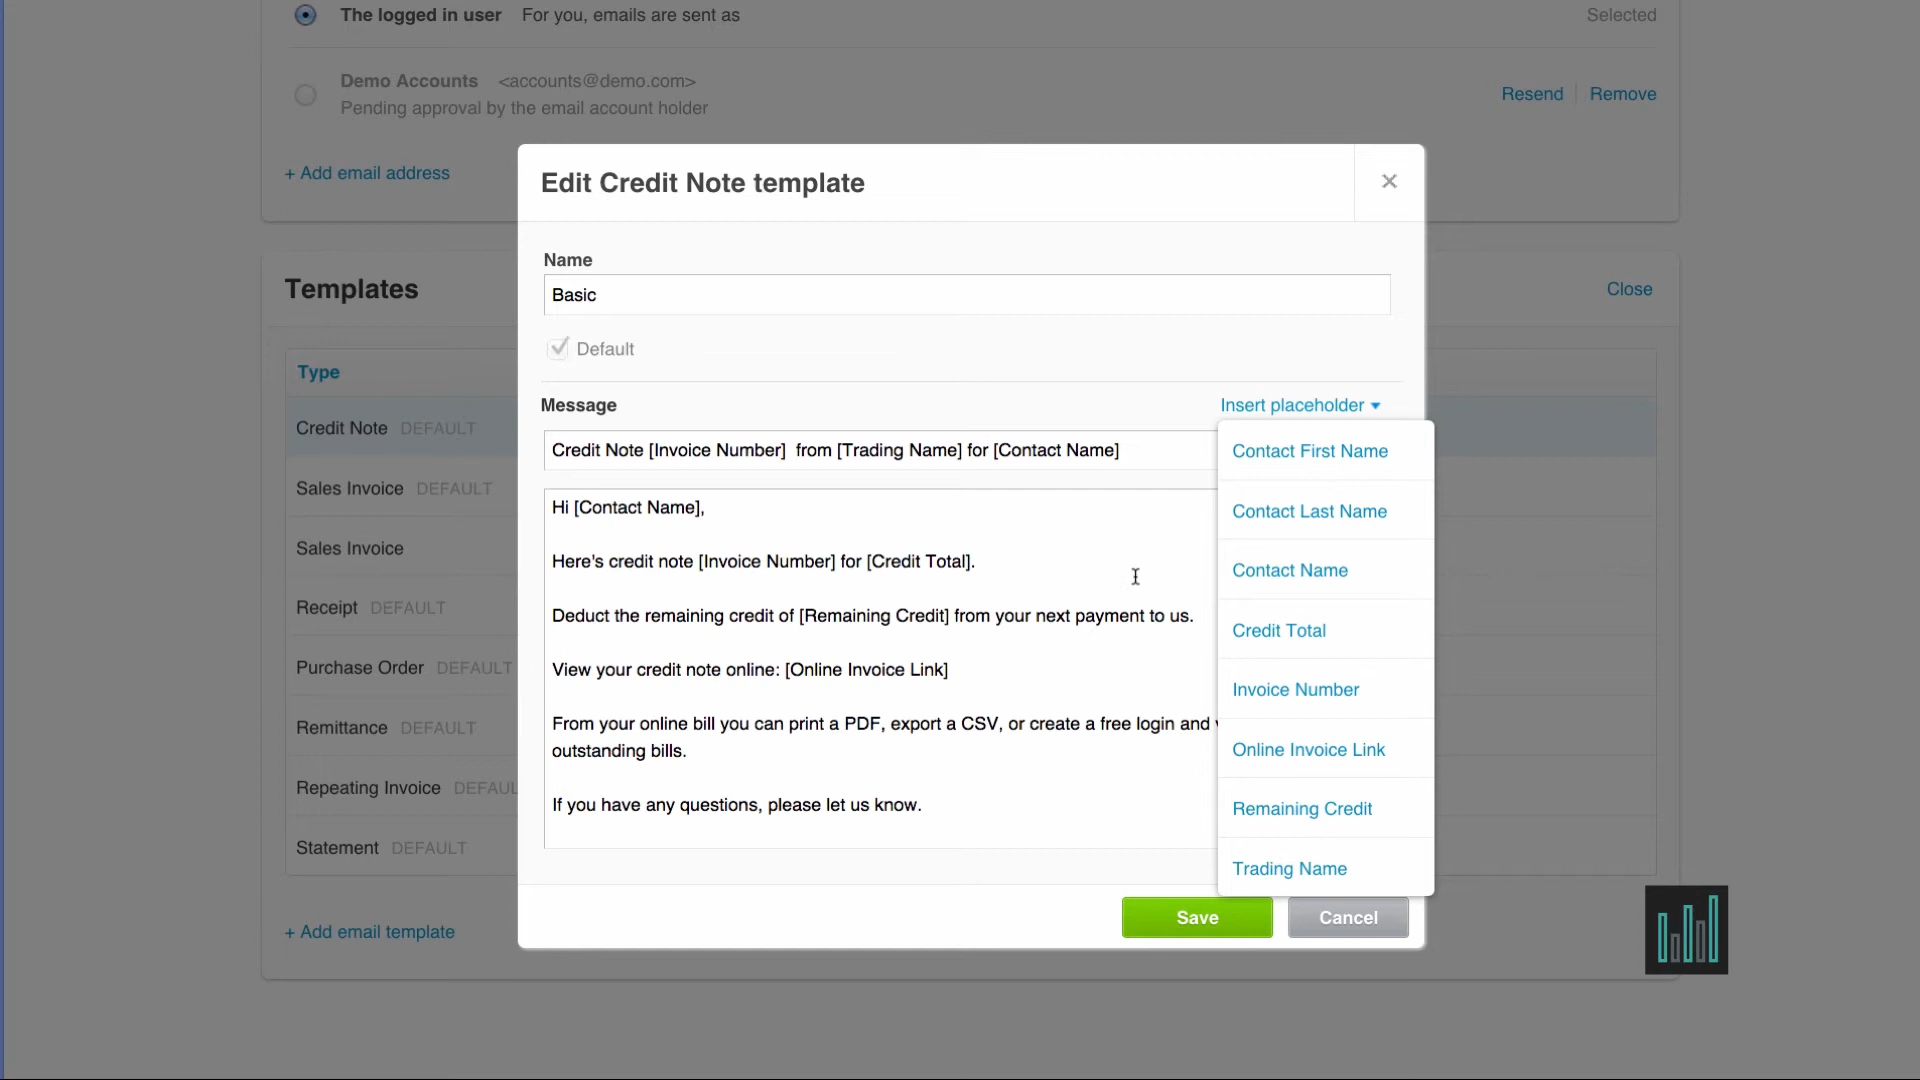 The logged in user For you, emails are sent as Selected
Demo Accounts <accounts@demo.com>
Pending approval by the email account holder
Resend Remove
+ Add email address
Edit Credit Note template
Name
Basic
Default
Templates
Close
Type
Credit Note DEFAULT
Sales Invoice DEFAULT
Sales Invoice
Receipt DEFAULT
Purchase Order DEFAULT
Remittance DEFAULT
Repeating Invoice DEFAUL
Statement DEFAULT
+ Add email template
Message
Insert placeholder
Credit Note [Invoice Number]  from [Trading Name] for [Contact Name]
Hi [Contact Name],
Here's credit note [Invoice Number] for [Credit Total].
Deduct the remaining credit of [Remaining Credit] from your next payment to us.
View your credit note online: [Online Invoice Link]
From your online bill you can print a PDF, export a CSV, or create a free login and
outstanding bills.
If you have any questions, please let us know.
Contact First Name
Contact Last Name
Contact Name
Credit Total
Invoice Number
Online Invoice Link
Remaining Credit
Trading Name
Save Cancel